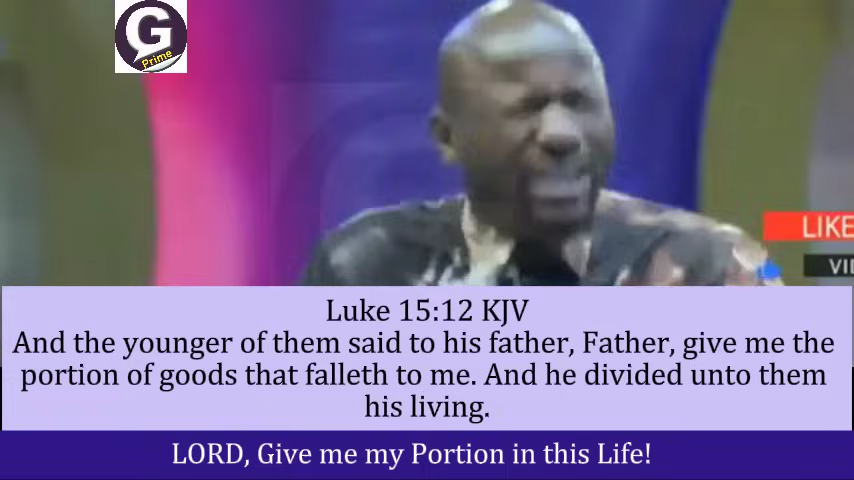 G
Prime
LIKE
Luke 15:12 KJV
And the younger of them said to his father, Father, give me the
portion of goods that falleth to me. And he divided unto them
his living.
LORD, Give me my Portion in this Life!